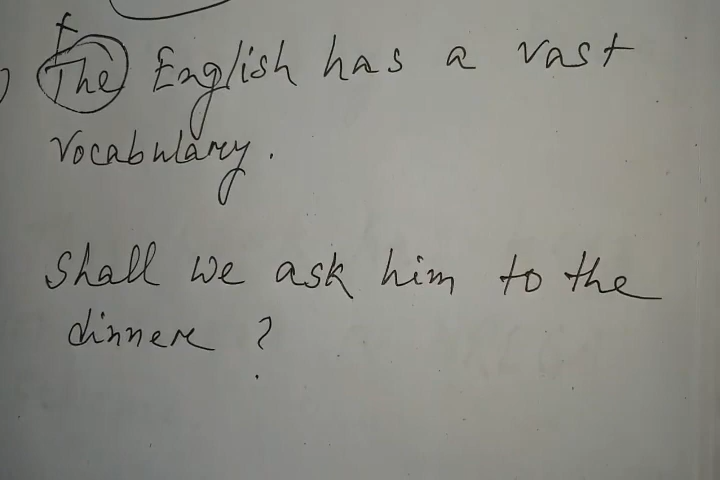 The English has a vast
vocabulary.
Shall we ask him to the
dinner ?